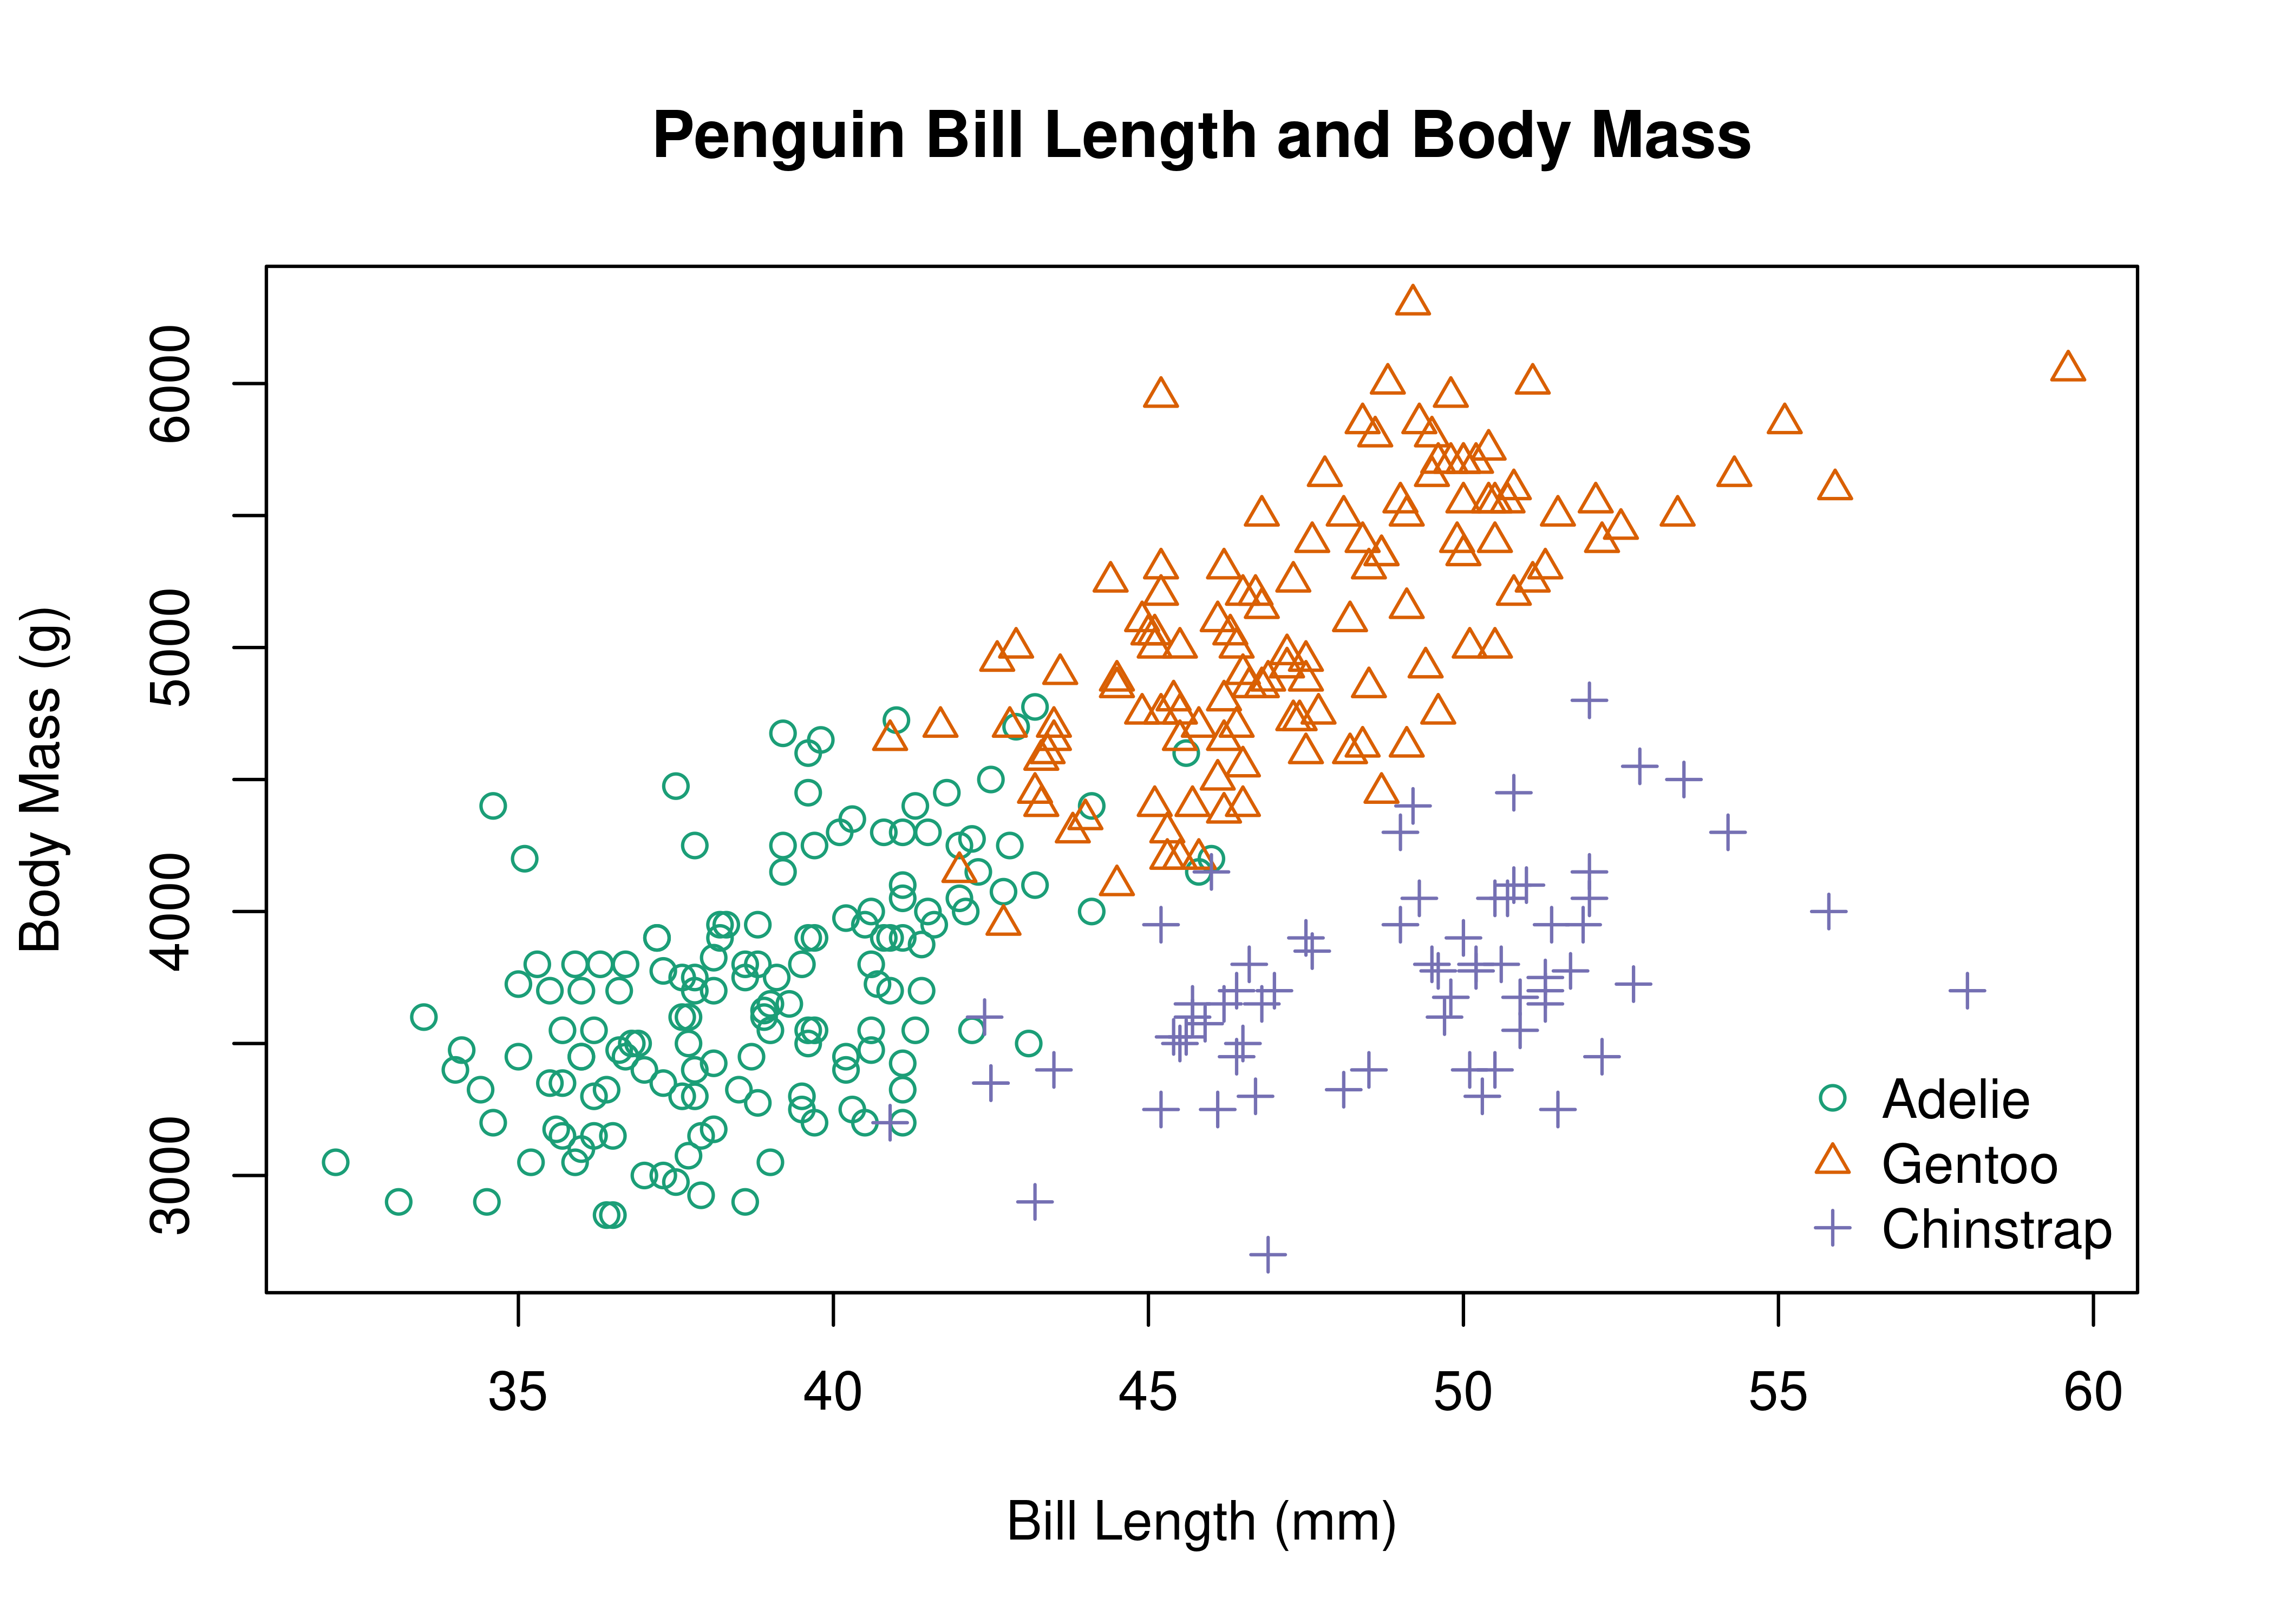 Penguin Bill Length and Body Mass
Body Mass (g)
6000
5000
4000
3000
Adelie
Gentoo
Chinstrap
35 40 45 50 55 60
Bill Length (mm)